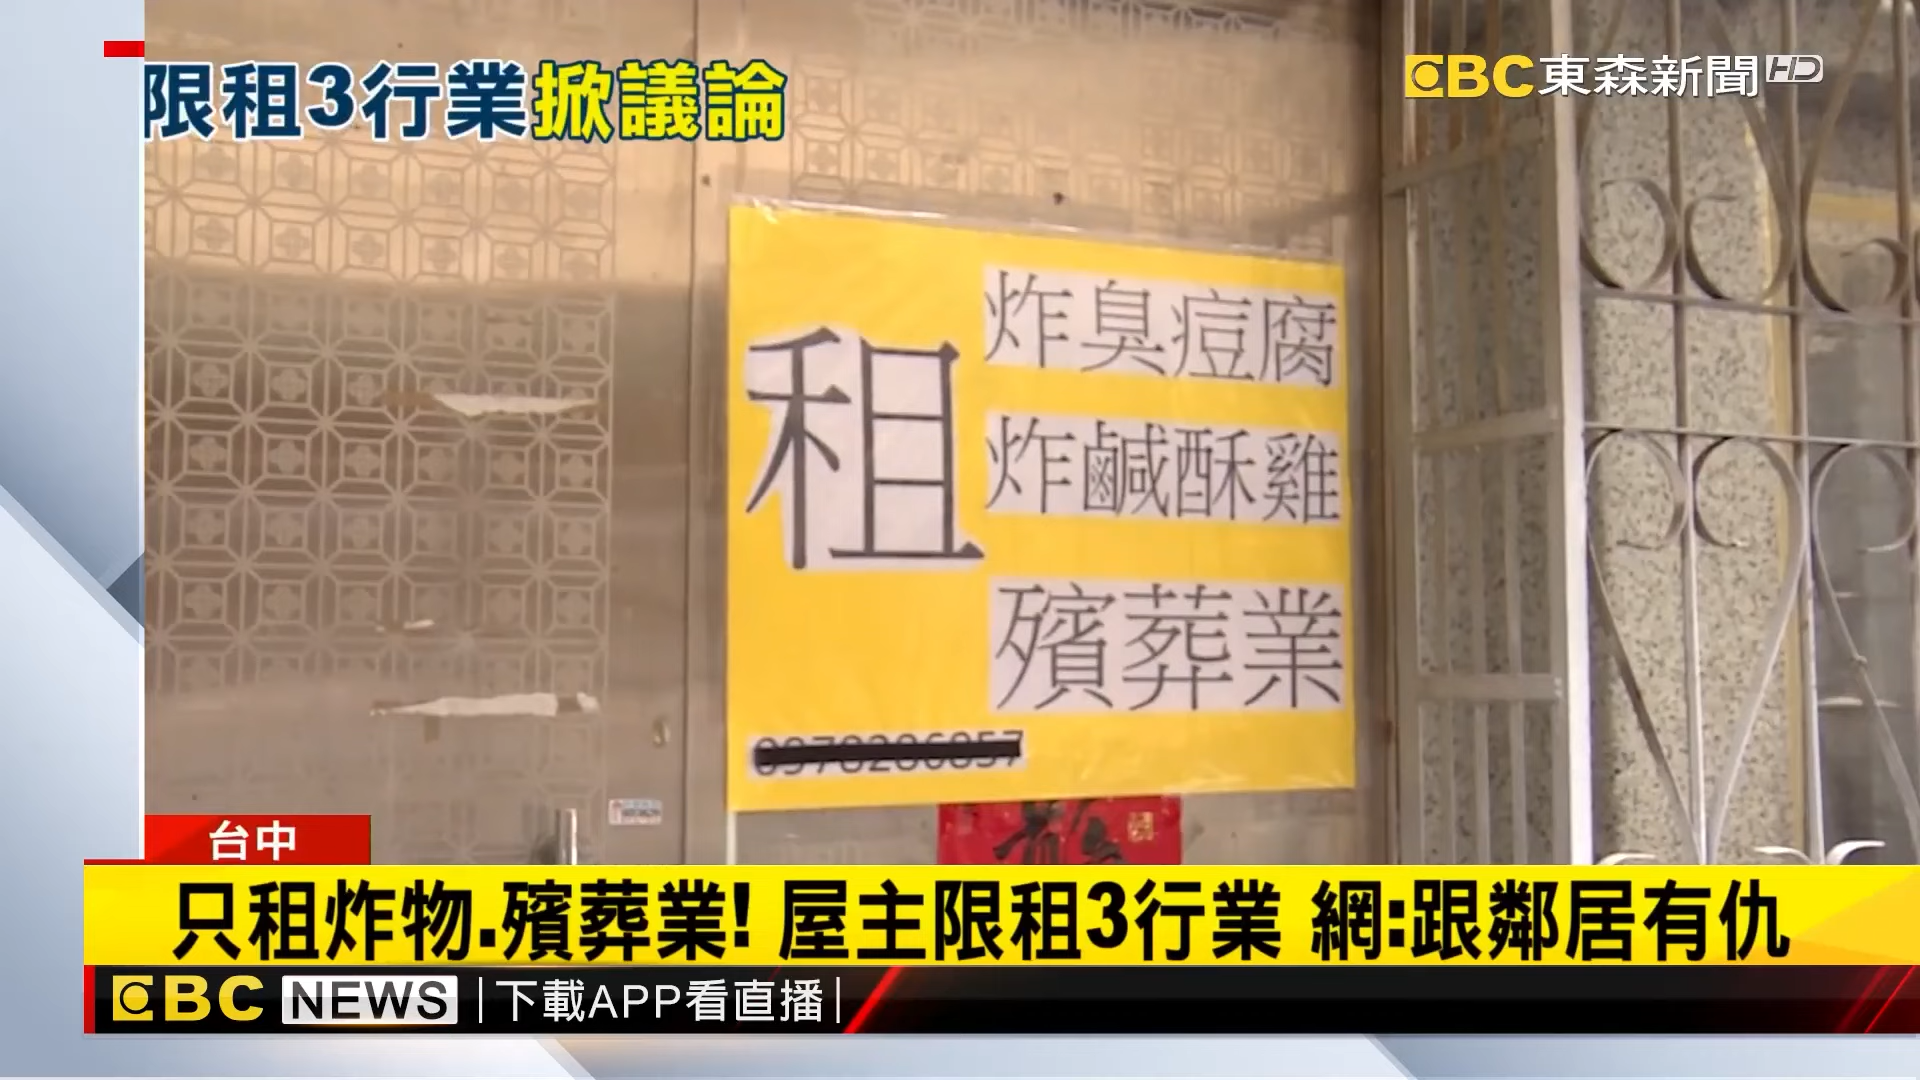 限租3行業掀議論
EBC東森新聞HD
租
炸臭痘腐
炸鹹酥雞
殯葬業
台中
只租炸物.殯葬業! 屋主限租3行業 網:跟鄰居有仇
EBC NEWS 下載APP看直播